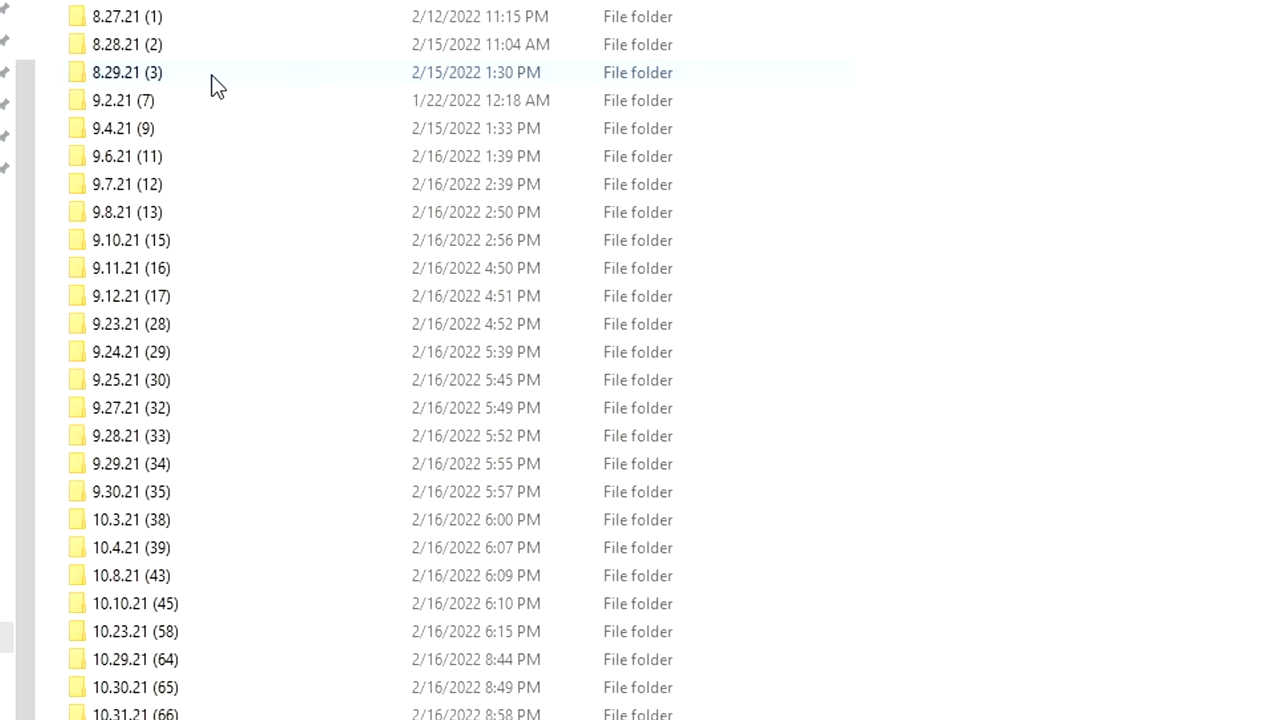 8.27.21 (1) 2/12/2022 11:15 PM File folder
8.28.21 (2) 2/15/2022 11:04 AM File folder
8.29.21 (3) 2/15/2022 1:30 PM File folder
9.2.21 (7) 1/22/2022 12:18 AM File folder
9.4.21 (9) 2/15/2022 1:33 PM File folder
9.6.21 (11) 2/16/2022 1:39 PM File folder
9.7.21 (12) 2/16/2022 2:39 PM File folder
9.8.21 (13) 2/16/2022 2:50 PM File folder
9.10.21 (15) 2/16/2022 2:56 PM File folder
9.11.21 (16) 2/16/2022 4:50 PM File folder
9.12.21 (17) 2/16/2022 4:51 PM File folder
9.23.21 (28) 2/16/2022 4:52 PM File folder
9.24.21 (29) 2/16/2022 5:39 PM File folder
9.25.21 (30) 2/16/2022 5:45 PM File folder
9.27.21 (32) 2/16/2022 5:49 PM File folder
9.28.21 (33) 2/16/2022 5:52 PM File folder
9.29.21 (34) 2/16/2022 5:55 PM File folder
9.30.21 (35) 2/16/2022 5:57 PM File folder
10.3.21 (38) 2/16/2022 6:00 PM File folder
10.4.21 (39) 2/16/2022 6:07 PM File folder
10.8.21 (43) 2/16/2022 6:09 PM File folder
10.10.21 (45) 2/16/2022 6:10 PM File folder
10.23.21 (58) 2/16/2022 6:15 PM File folder
10.29.21 (64) 2/16/2022 8:44 PM File folder
10.30.21 (65) 2/16/2022 8:49 PM File folder
10.31.21 (66) 2/16/2022 8:58 PM File folder